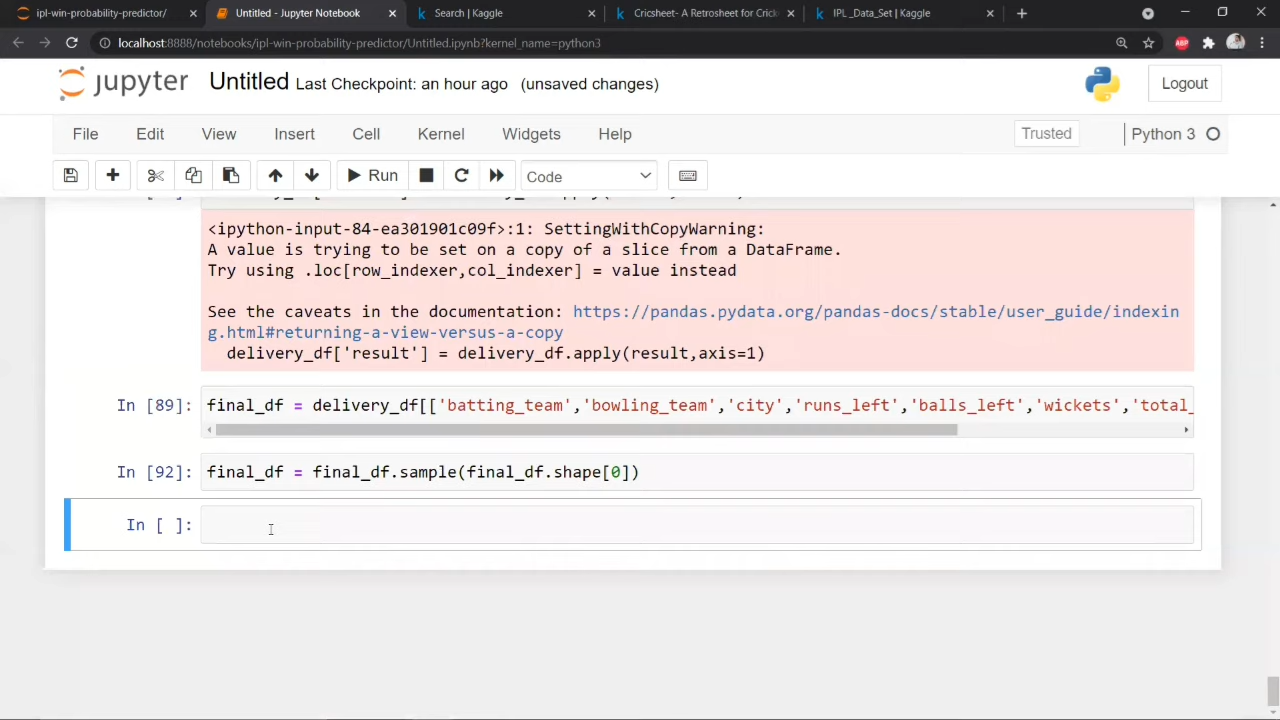 ipl-win-probability-predictor/
Untitled - Jupyter Notebook
Search | Kaggle
Cricsheet- A Retrosheet for Crick
IPL _Data_Set | Kaggle
localhost:8888/notebooks/ipl-win-probability-predictor/Untitled.ipynb?kernel_name=python3
ABP
jupyter
Untitled Last Checkpoint: an hour ago (unsaved changes)
Logout
File Edit View Insert Cell Kernel Widgets Help
Trusted
Python 3
Run
Code
<ipython-input-84-ea301901c09f>:1: SettingWithCopyWarning:
A value is trying to be set on a copy of a slice from a DataFrame.
Try using .loc[row_indexer,col_indexer] = value instead
See the caveats in the documentation: https://pandas.pydata.org/pandas-docs/stable/user_guide/indexin
g.html#returning-a-view-versus-a-copy
delivery_df['result'] = delivery_df.apply(result,axis=1)
In [89]: final_df = delivery_df[['batting_team','bowling_team','city','runs_left','balls_left','wickets','total_
In [92]: final_df = final_df.sample(final_df.shape[0])
In [ ]: